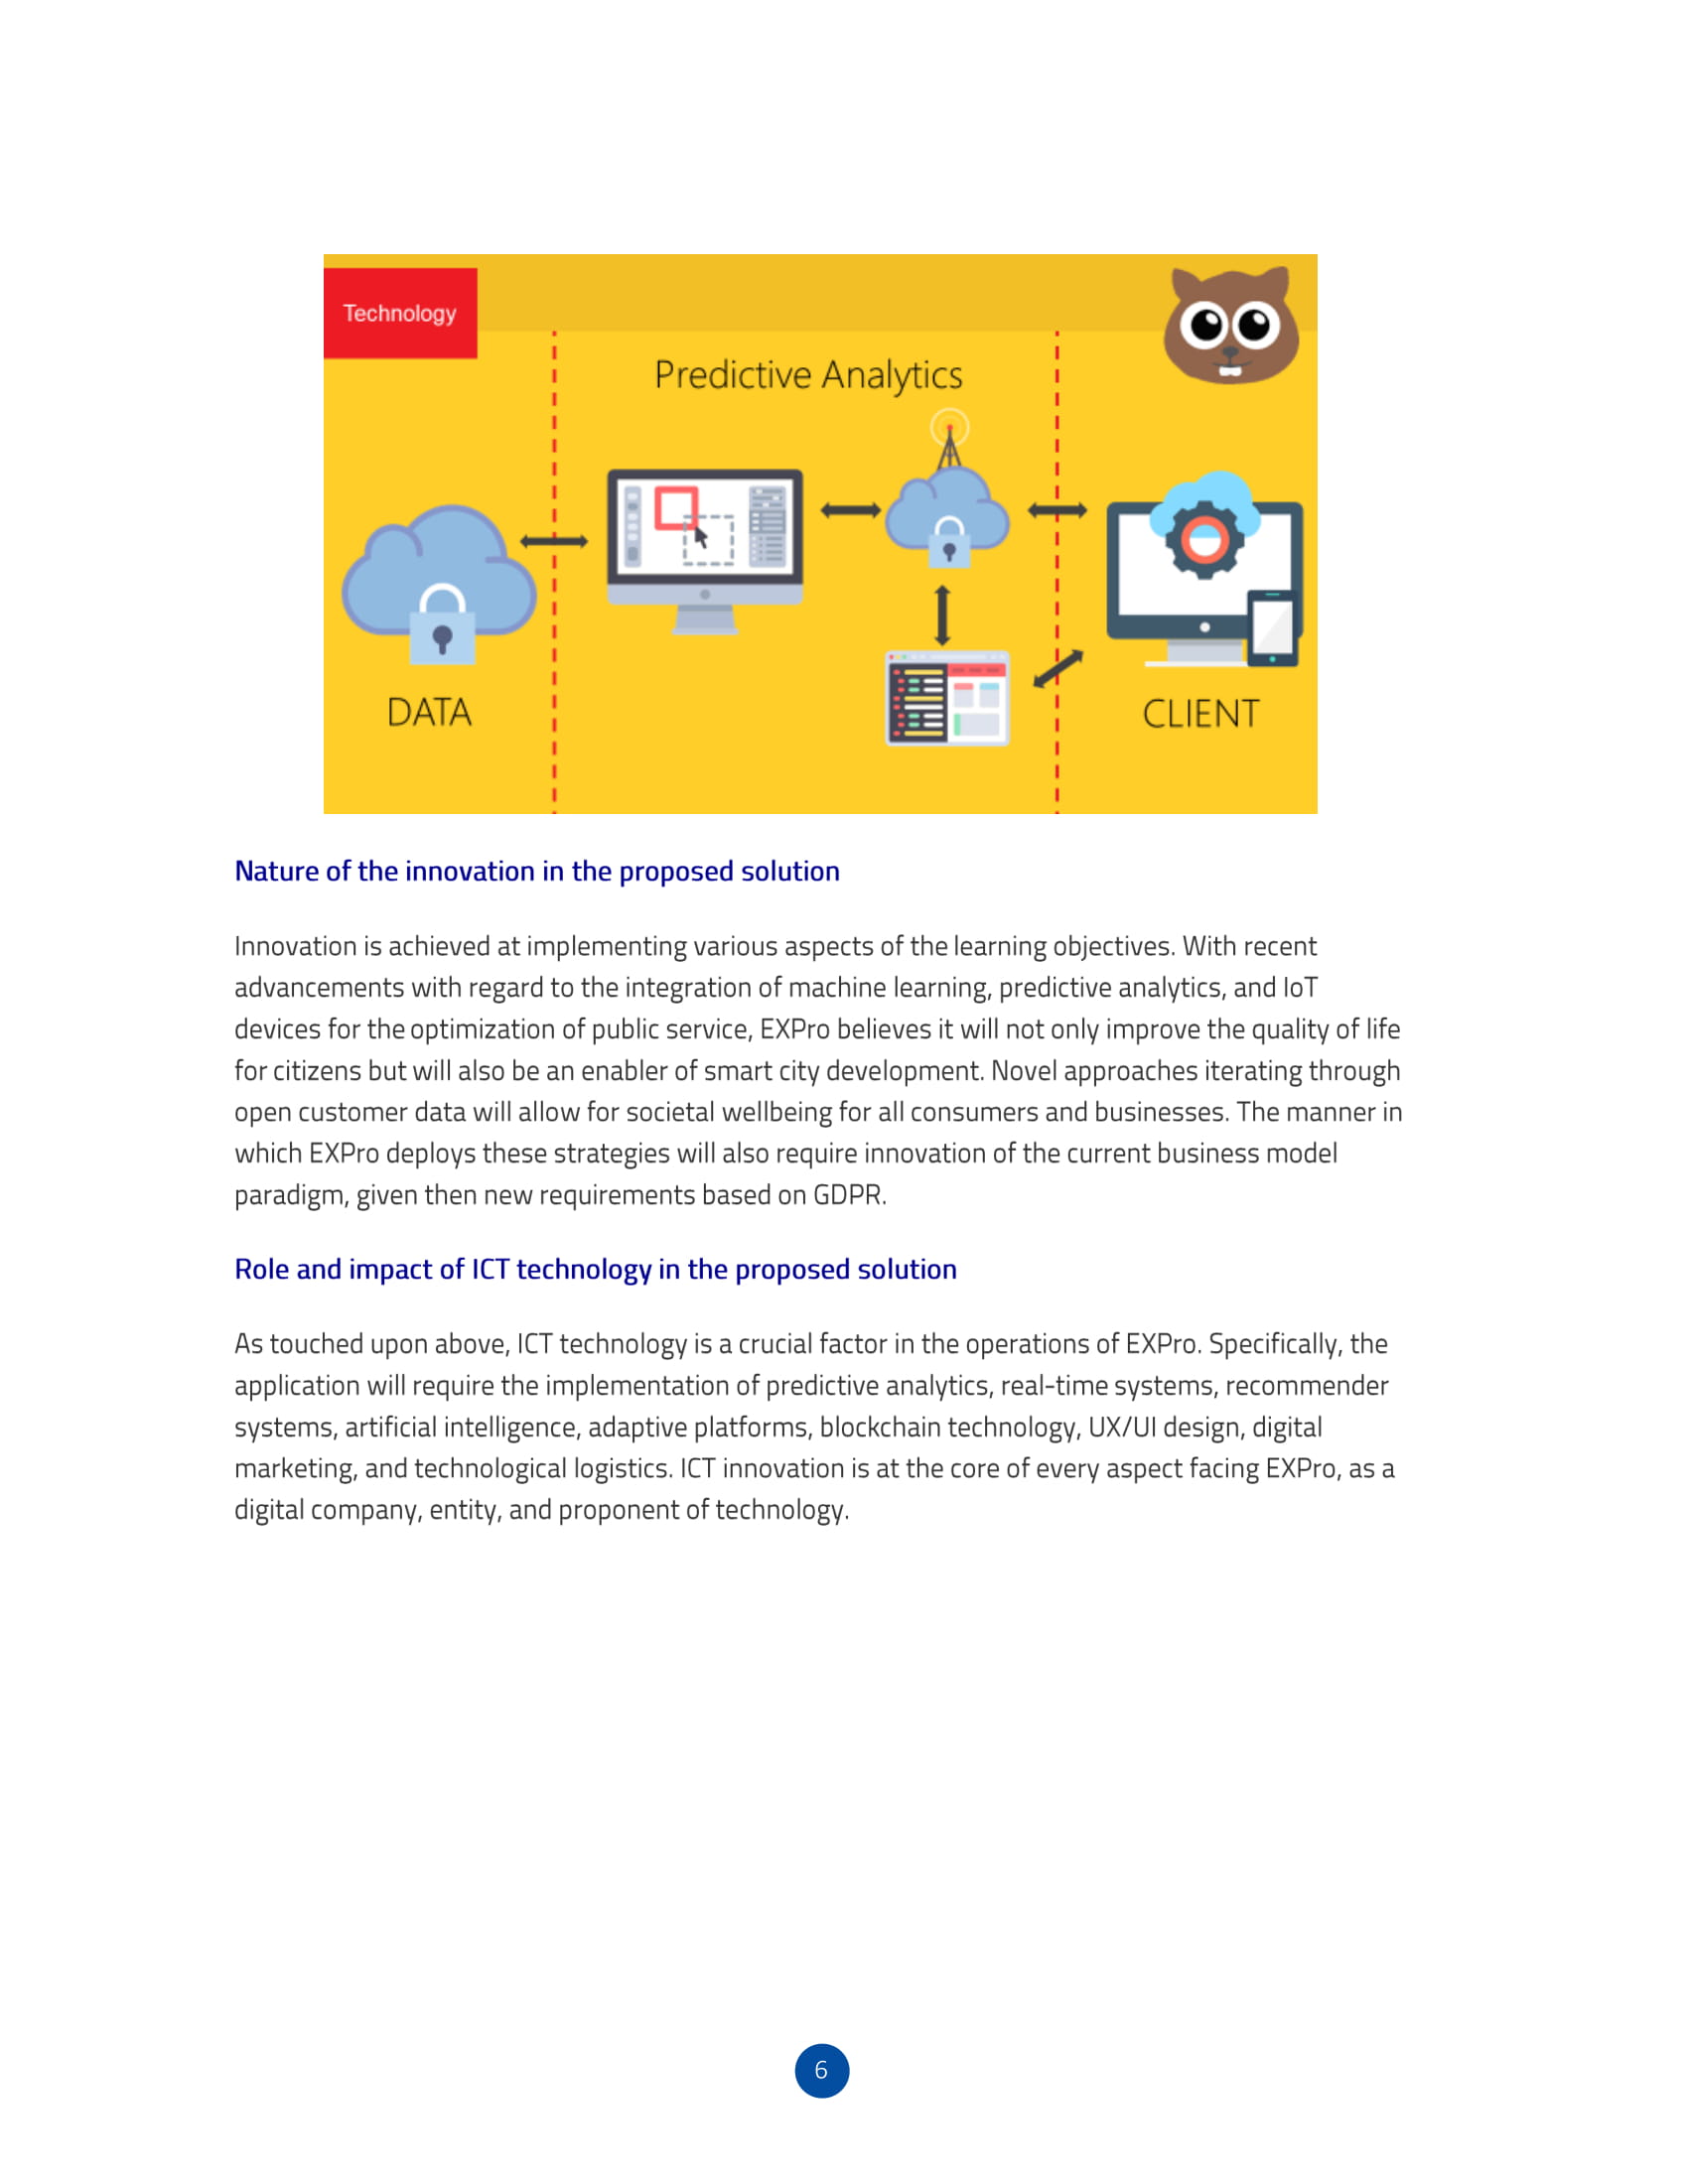 Technology
Predictive Analytics
DATA
CLIENT
Nature of the innovation in the proposed solution
Innovation is achieved at implementing various aspects of the learning objectives. With recent
advancements with regard to the integration of machine learning, predictive analytics, and IoT
devices for the optimization of public service, EXPro believes it will not only improve the quality of life
for citizens but will also be an enabler of smart city development. Novel approaches iterating through
open customer data will allow for societal wellbeing for all consumers and businesses. The manner in
which EXPro deploys these strategies will also require innovation of the current business model
paradigm, given then new requirements based on GDPR.
Role and impact of ICT technology in the proposed solution
As touched upon above, ICT technology is a crucial factor in the operations of EXPro. Specifically, the
application will require the implementation of predictive analytics, real-time systems, recommender
systems, artificial intelligence, adaptive platforms, blockchain technology, UX/UI design, digital
marketing, and technological logistics. ICT innovation is at the core of every aspect facing EXPro, as a
digital company, entity, and proponent of technology.
6